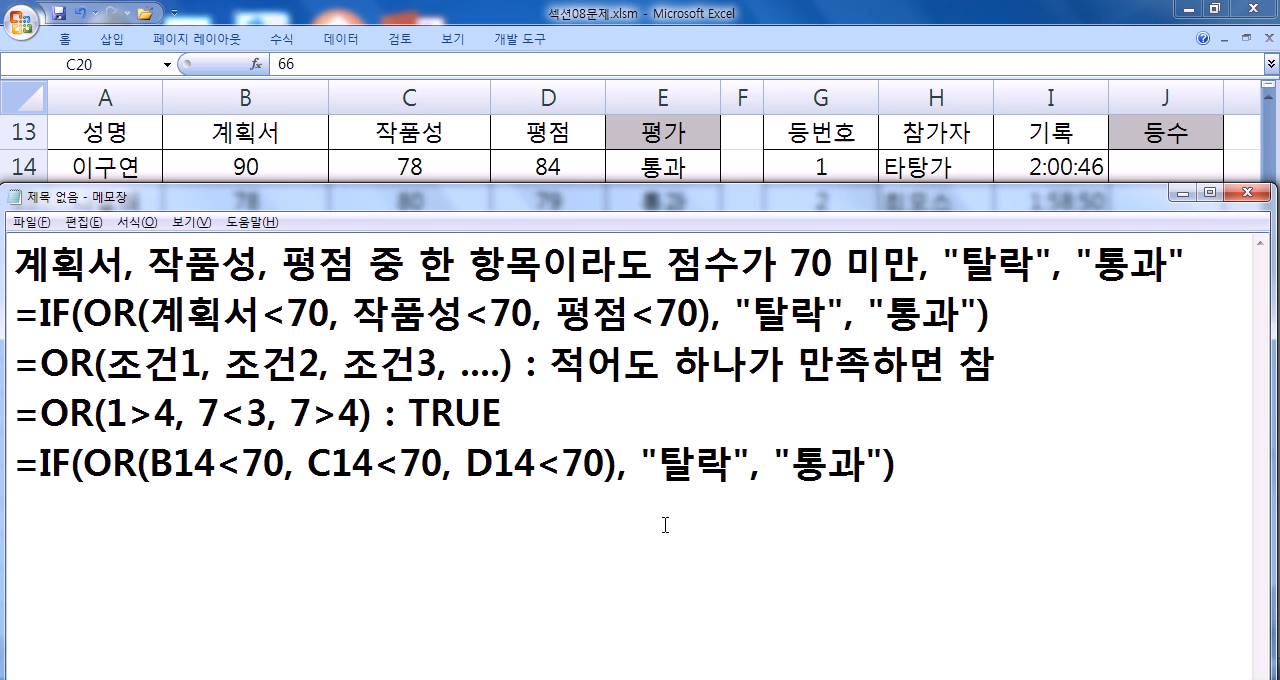 섹션08문제.xlsm - Microsoft Excel
홈 삽입 페이지 레이아웃 수식 데이터 검토 보기 개발 도구
C20 fx 66
A B C D E F G H I J
13 성명 계획서 작품성 평점 평가 등번호 참가자 기록 등수
14 이구연 90 78 84 통과 1 타탕가 2:00:46
78 80 79 통과 2 1:58:50
제목 없음 - 메모장
파일(F) 편집(E) 서식(O) 보기(V) 도움말(H)
계획서, 작품성, 평점 중 한 항목이라도 점수가 70 미만, "탈락", "통과"
=IF(OR(계획서<70, 작품성<70, 평점<70), "탈락", "통과")
=OR(조건1, 조건2, 조건3, ....) : 적어도 하나가 만족하면 참
=OR(1>4, 7<3, 7>4) : TRUE
=IF(OR(B14<70, C14<70, D14<70), "탈락", "통과")